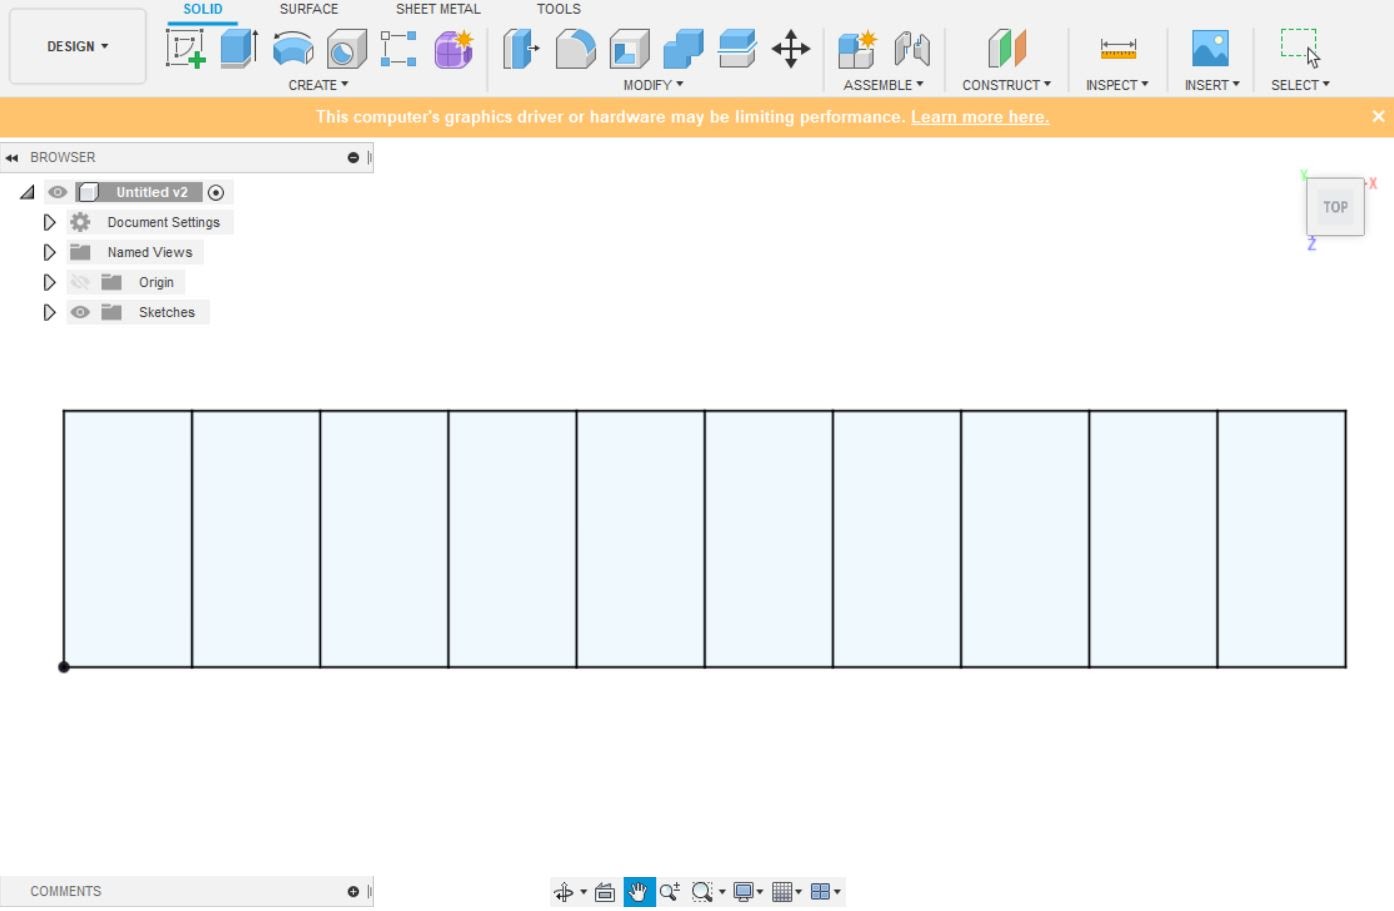 SOLID SURFACE SHEET METAL TOOLS
DESIGN
CREATE MODIFY ASSEMBLE CONSTRUCT INSPECT INSERT SELECT
This computer's graphics driver or hardware may be limiting performance. Learn more here.
BROWSER
Untitled v2
Document Settings
Named Views
Origin
Sketches
Y
X
TOP
Z
COMMENTS